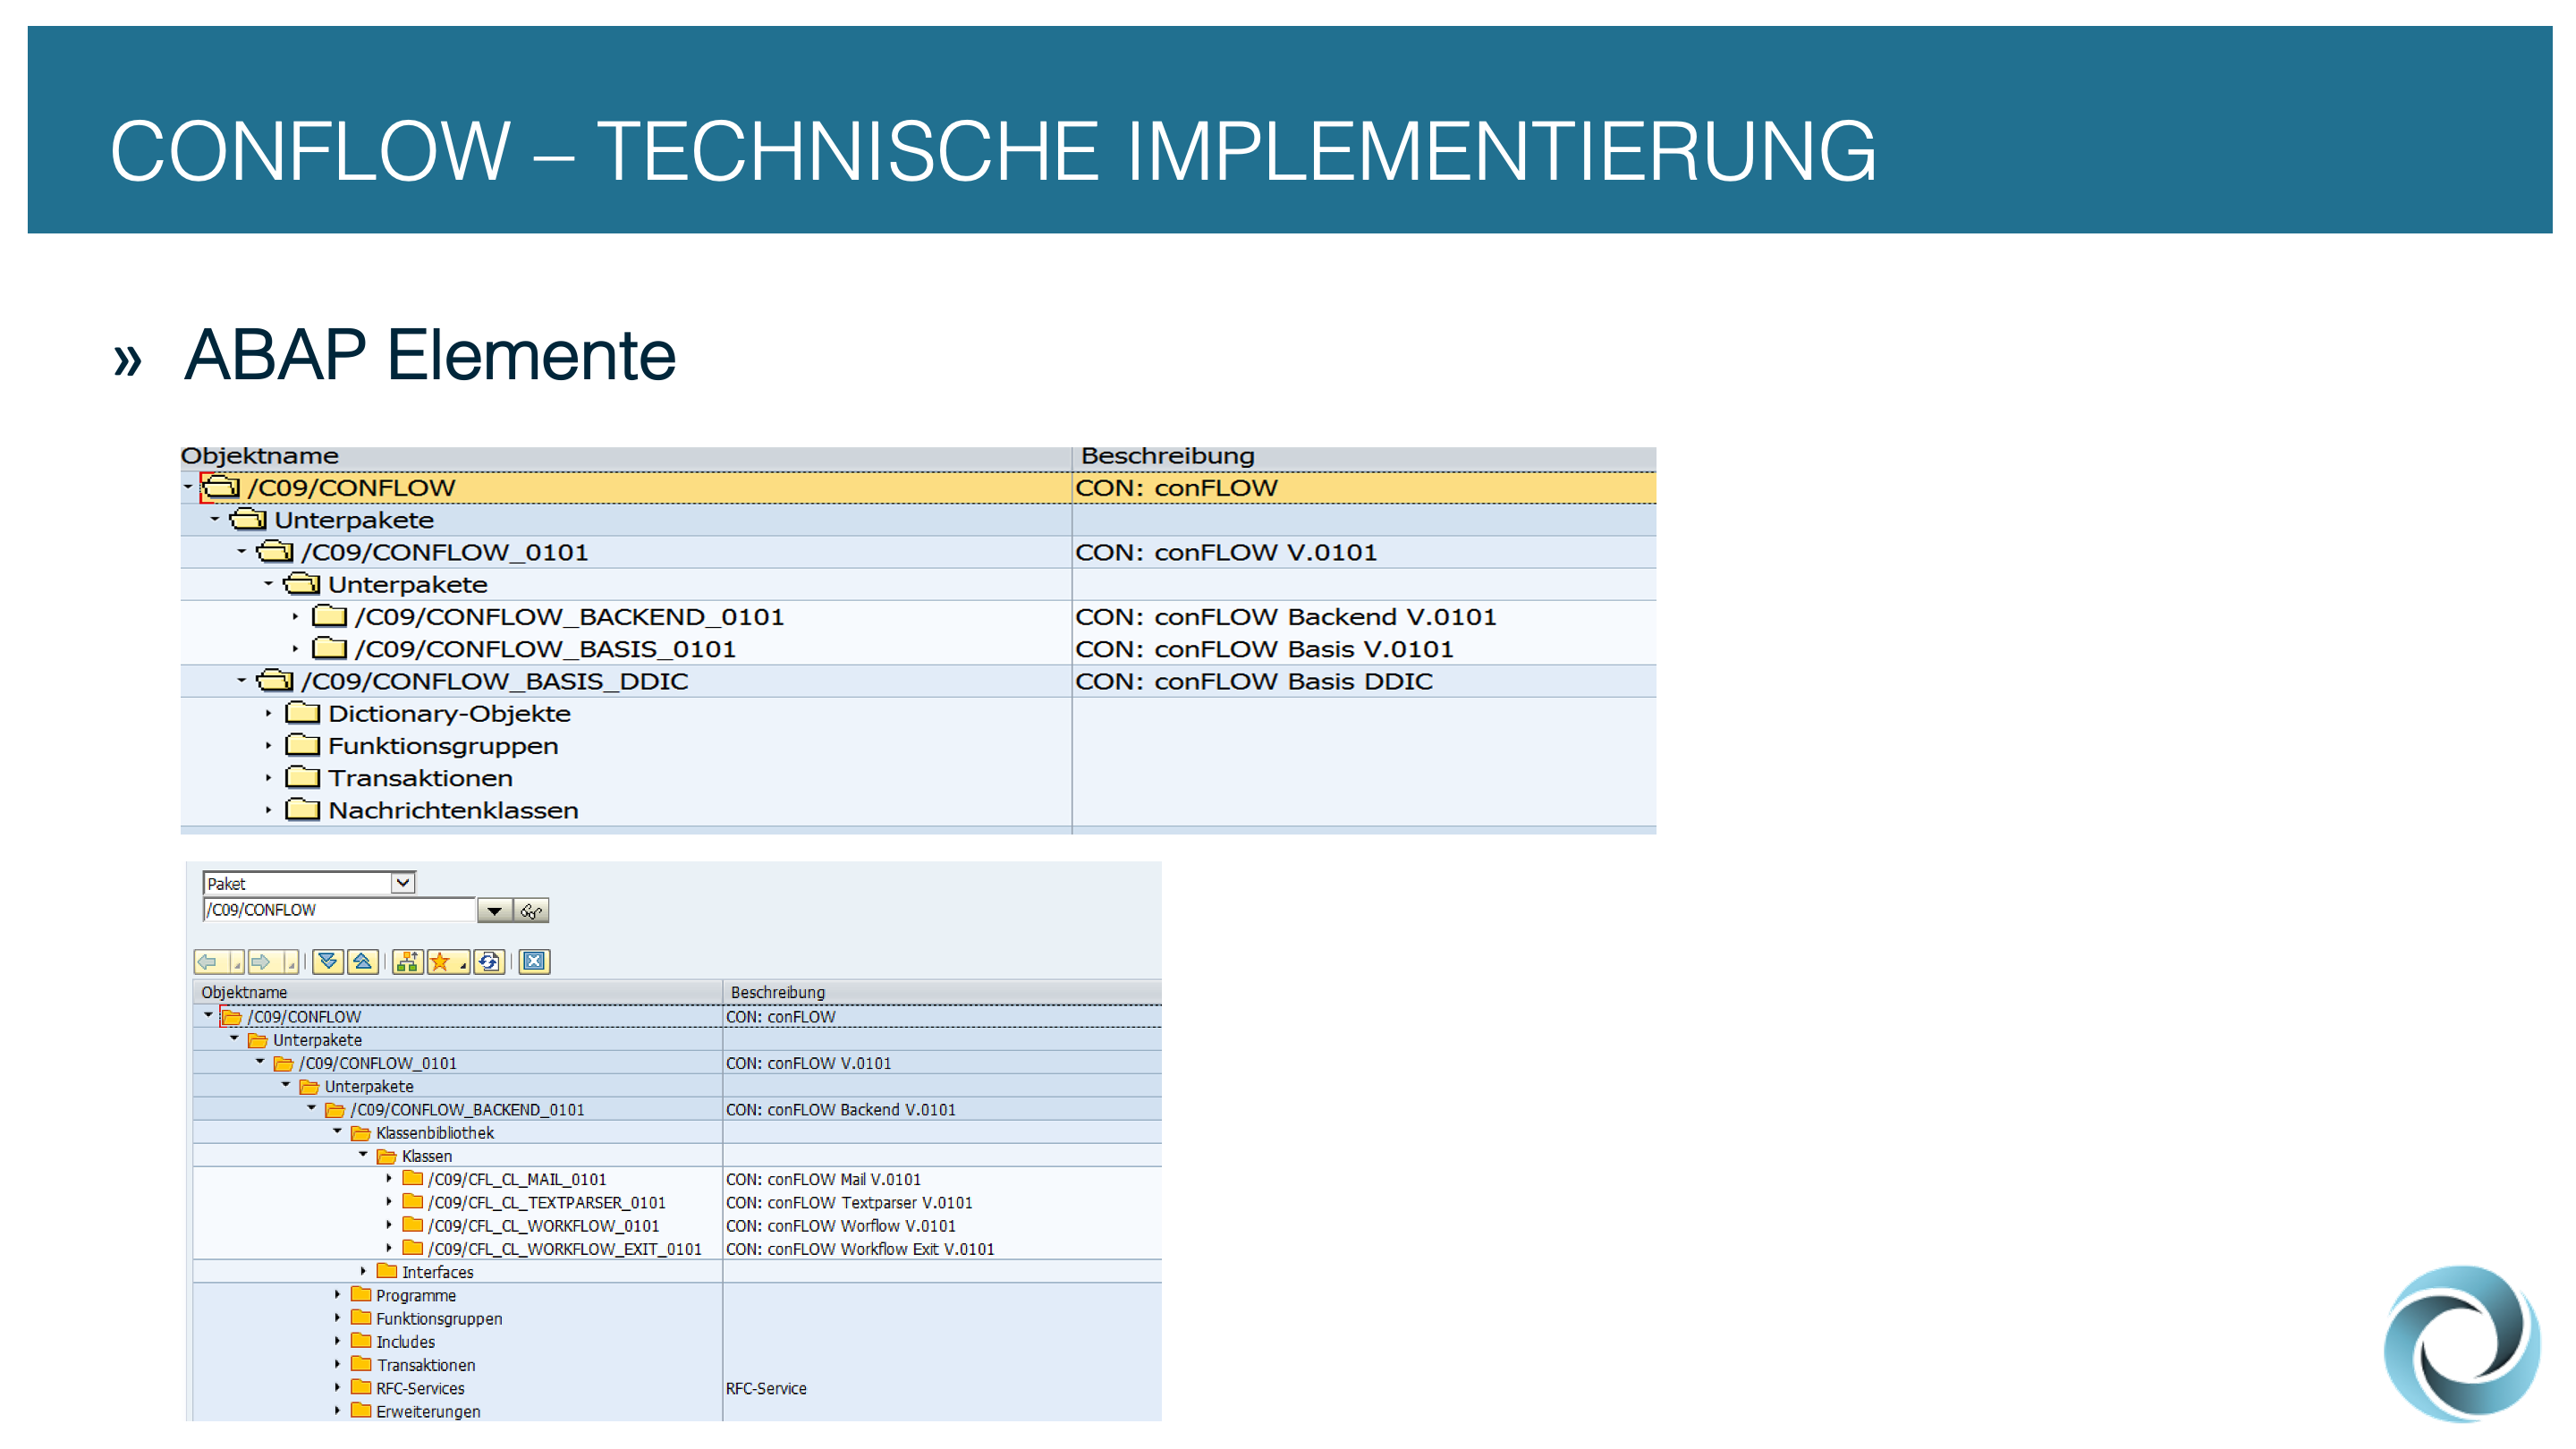 CONFLOW – TECHNISCHE IMPLEMENTIERUNG
» ABAP Elemente
Objektname Beschreibung
/C09/CONFLOW CON: conFLOW
Unterpakete
/C09/CONFLOW_0101 CON: conFLOW V.0101
Unterpakete
/C09/CONFLOW_BACKEND_0101 CON: conFLOW Backend V.0101
/C09/CONFLOW_BASIS_0101 CON: conFLOW Basis V.0101
/C09/CONFLOW_BASIS_DDIC CON: conFLOW Basis DDIC
Dictionary-Objekte
Funktionsgruppen
Transaktionen
Nachrichtenklassen
Paket
/C09/CONFLOW
Objektname Beschreibung
/C09/CONFLOW CON: conFLOW
Unterpakete
/C09/CONFLOW_0101 CON: conFLOW V.0101
Unterpakete
/C09/CONFLOW_BACKEND_0101 CON: conFLOW Backend V.0101
Klassenbibliothek
Klassen
/C09/CFL_CL_MAIL_0101 CON: conFLOW Mail V.0101
/C09/CFL_CL_TEXTPARSER_0101 CON: conFLOW Textparser V.0101
/C09/CFL_CL_WORKFLOW_0101 CON: conFLOW Worflow V.0101
/C09/CFL_CL_WORKFLOW_EXIT_0101 CON: conFLOW Workflow Exit V.0101
Interfaces
Programme
Funktionsgruppen
Includes
Transaktionen
RFC-Services RFC-Service
Erweiterungen